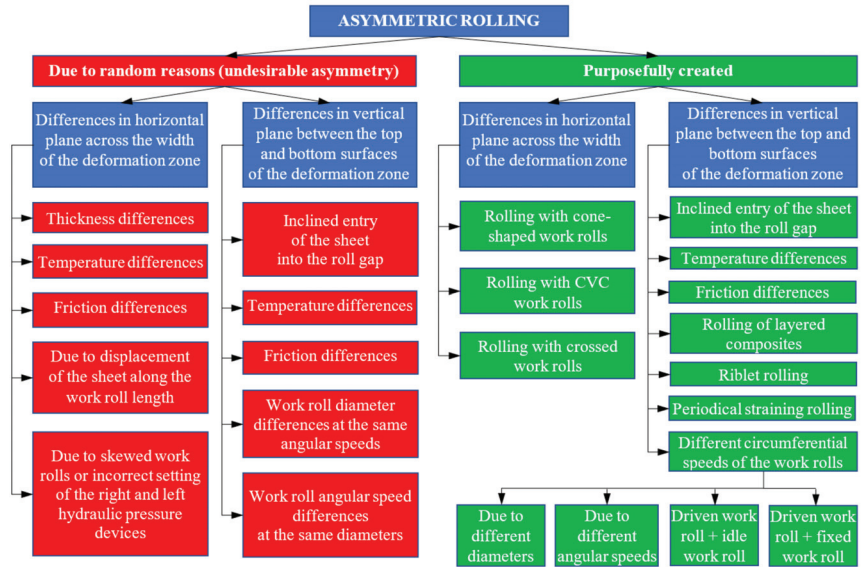 ASYMMETRIC ROLLING
Due to random reasons (undesirable asymmetry)
Differences in horizontal
plane across the width
of the deformation zone
Thickness differences
Temperature differences
Friction differences
Due to displacement
of the sheet along the
work roll length
Due to skewed work
rolls or incorrect setting
of the right and left
hydraulic pressure
devices
Differences in vertical
plane between the top
and bottom surfaces
of the deformation zone
Inclined entry
of the sheet
into the roll gap
Temperature differences
Friction differences
Work roll diameter
differences at the same
angular speeds
Work roll angular speed
differences
at the same diameters
Purposefully created
Differences in horizontal
plane across the width
of the deformation zone
Rolling with cone-
shaped work rolls
Rolling with CVC
work rolls
Rolling with crossed
work rolls
Differences in vertical
plane between the top
and bottom surfaces
of the deformation zone
Inclined entry of the sheet
into the roll gap
Temperature differences
Friction differences
Rolling of layered
composites
Riblet rolling
Periodical straining rolling
Different circumferential
speeds of the work rolls
Due to
different
diameters
Due to
different
angular speeds
Driven work
roll + idle
work roll
Driven work
roll + fixed
work roll